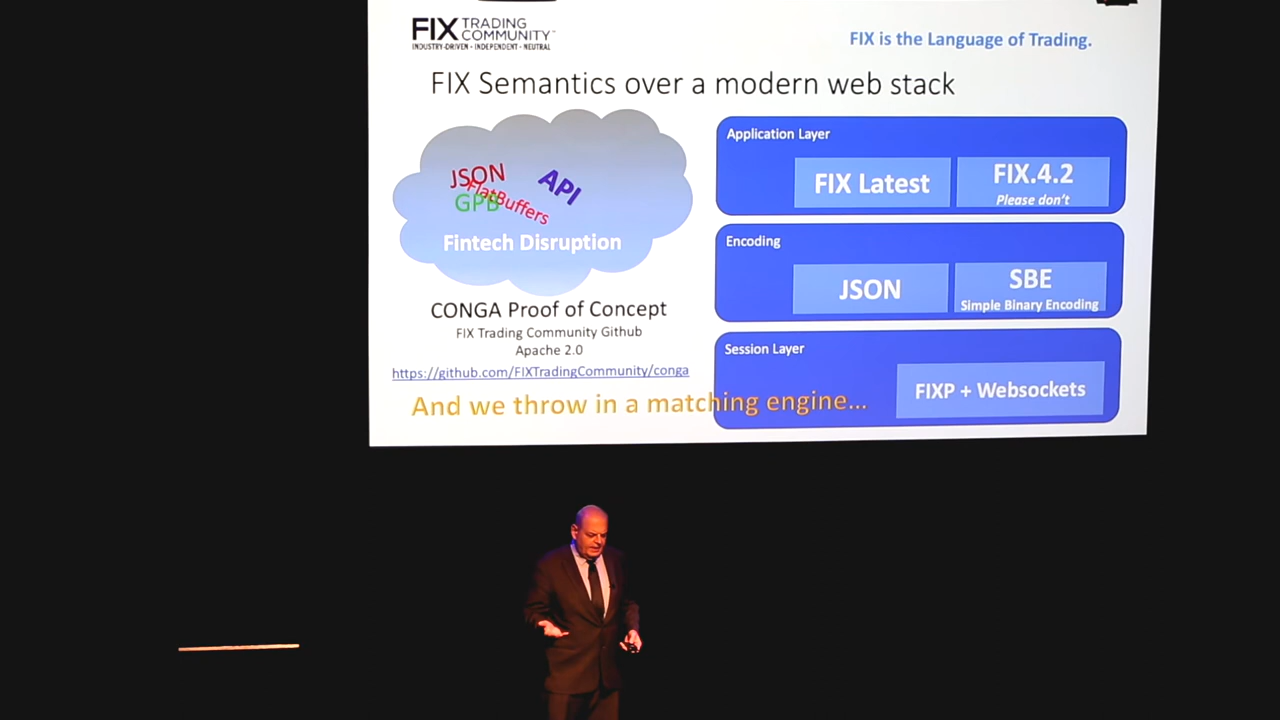 FIX TRADING COMMUNITY
INDUSTRY-DRIVEN • INDEPENDENT • NEUTRAL
FIX is the Language of Trading.
FIX Semantics over a modern web stack
JSON
FlatBuffers
GPB
API
Fintech Disruption
CONGA Proof of Concept
FIX Trading Community Github
Apache 2.0
https://github.com/FIXTradingCommunity/conga
And we throw in a matching engine...
Application Layer
FIX Latest
FIX.4.2
Please don't
Encoding
JSON
SBE
Simple Binary Encoding
Session Layer
FIXP + Websockets